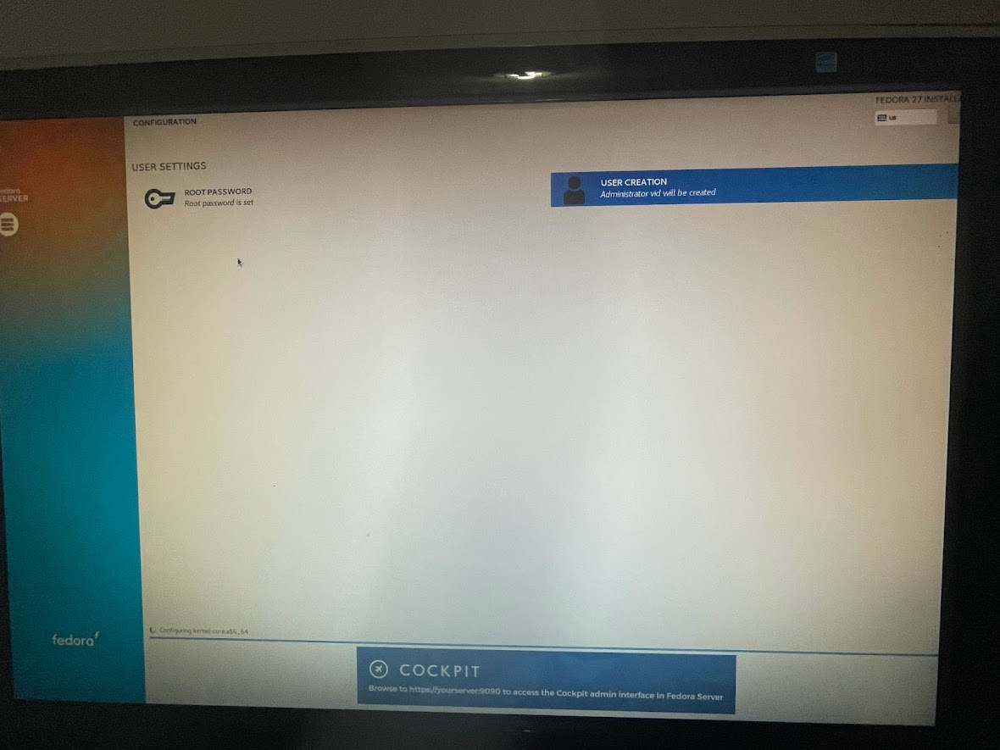 CONFIGURATION
FEDORA 27 INSTALLA
us
USER SETTINGS
ROOT PASSWORD
Root password is set
USER CREATION
Administrator vid will be created
fedora
SERVER
Configuring kernel-core.x86_64
fedora
COCKPIT
Browse to https://yourserver:9090 to access the Cockpit admin interface in Fedora Server